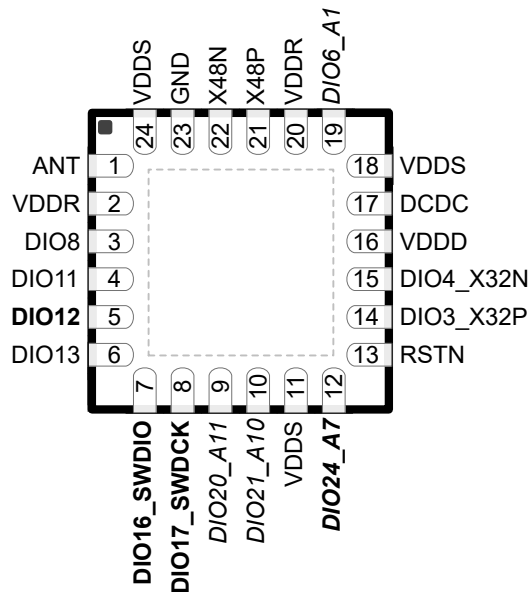 VDDS
GND
X48N
X48P
VDDR
DIO6_A1
24
23
22
21
20
19
ANT 1
18 VDDS
VDDR 2
17 DCDC
DIO8 3
16 VDDD
DIO11 4
15 DIO4_X32N
DIO12 5
14 DIO3_X32P
DIO13 6
13 RSTN
7
8
9
10
11
12
DIO16_SWDIO
DIO17_SWDCK
DIO20_A11
DIO21_A10
VDDS
DIO24_A7